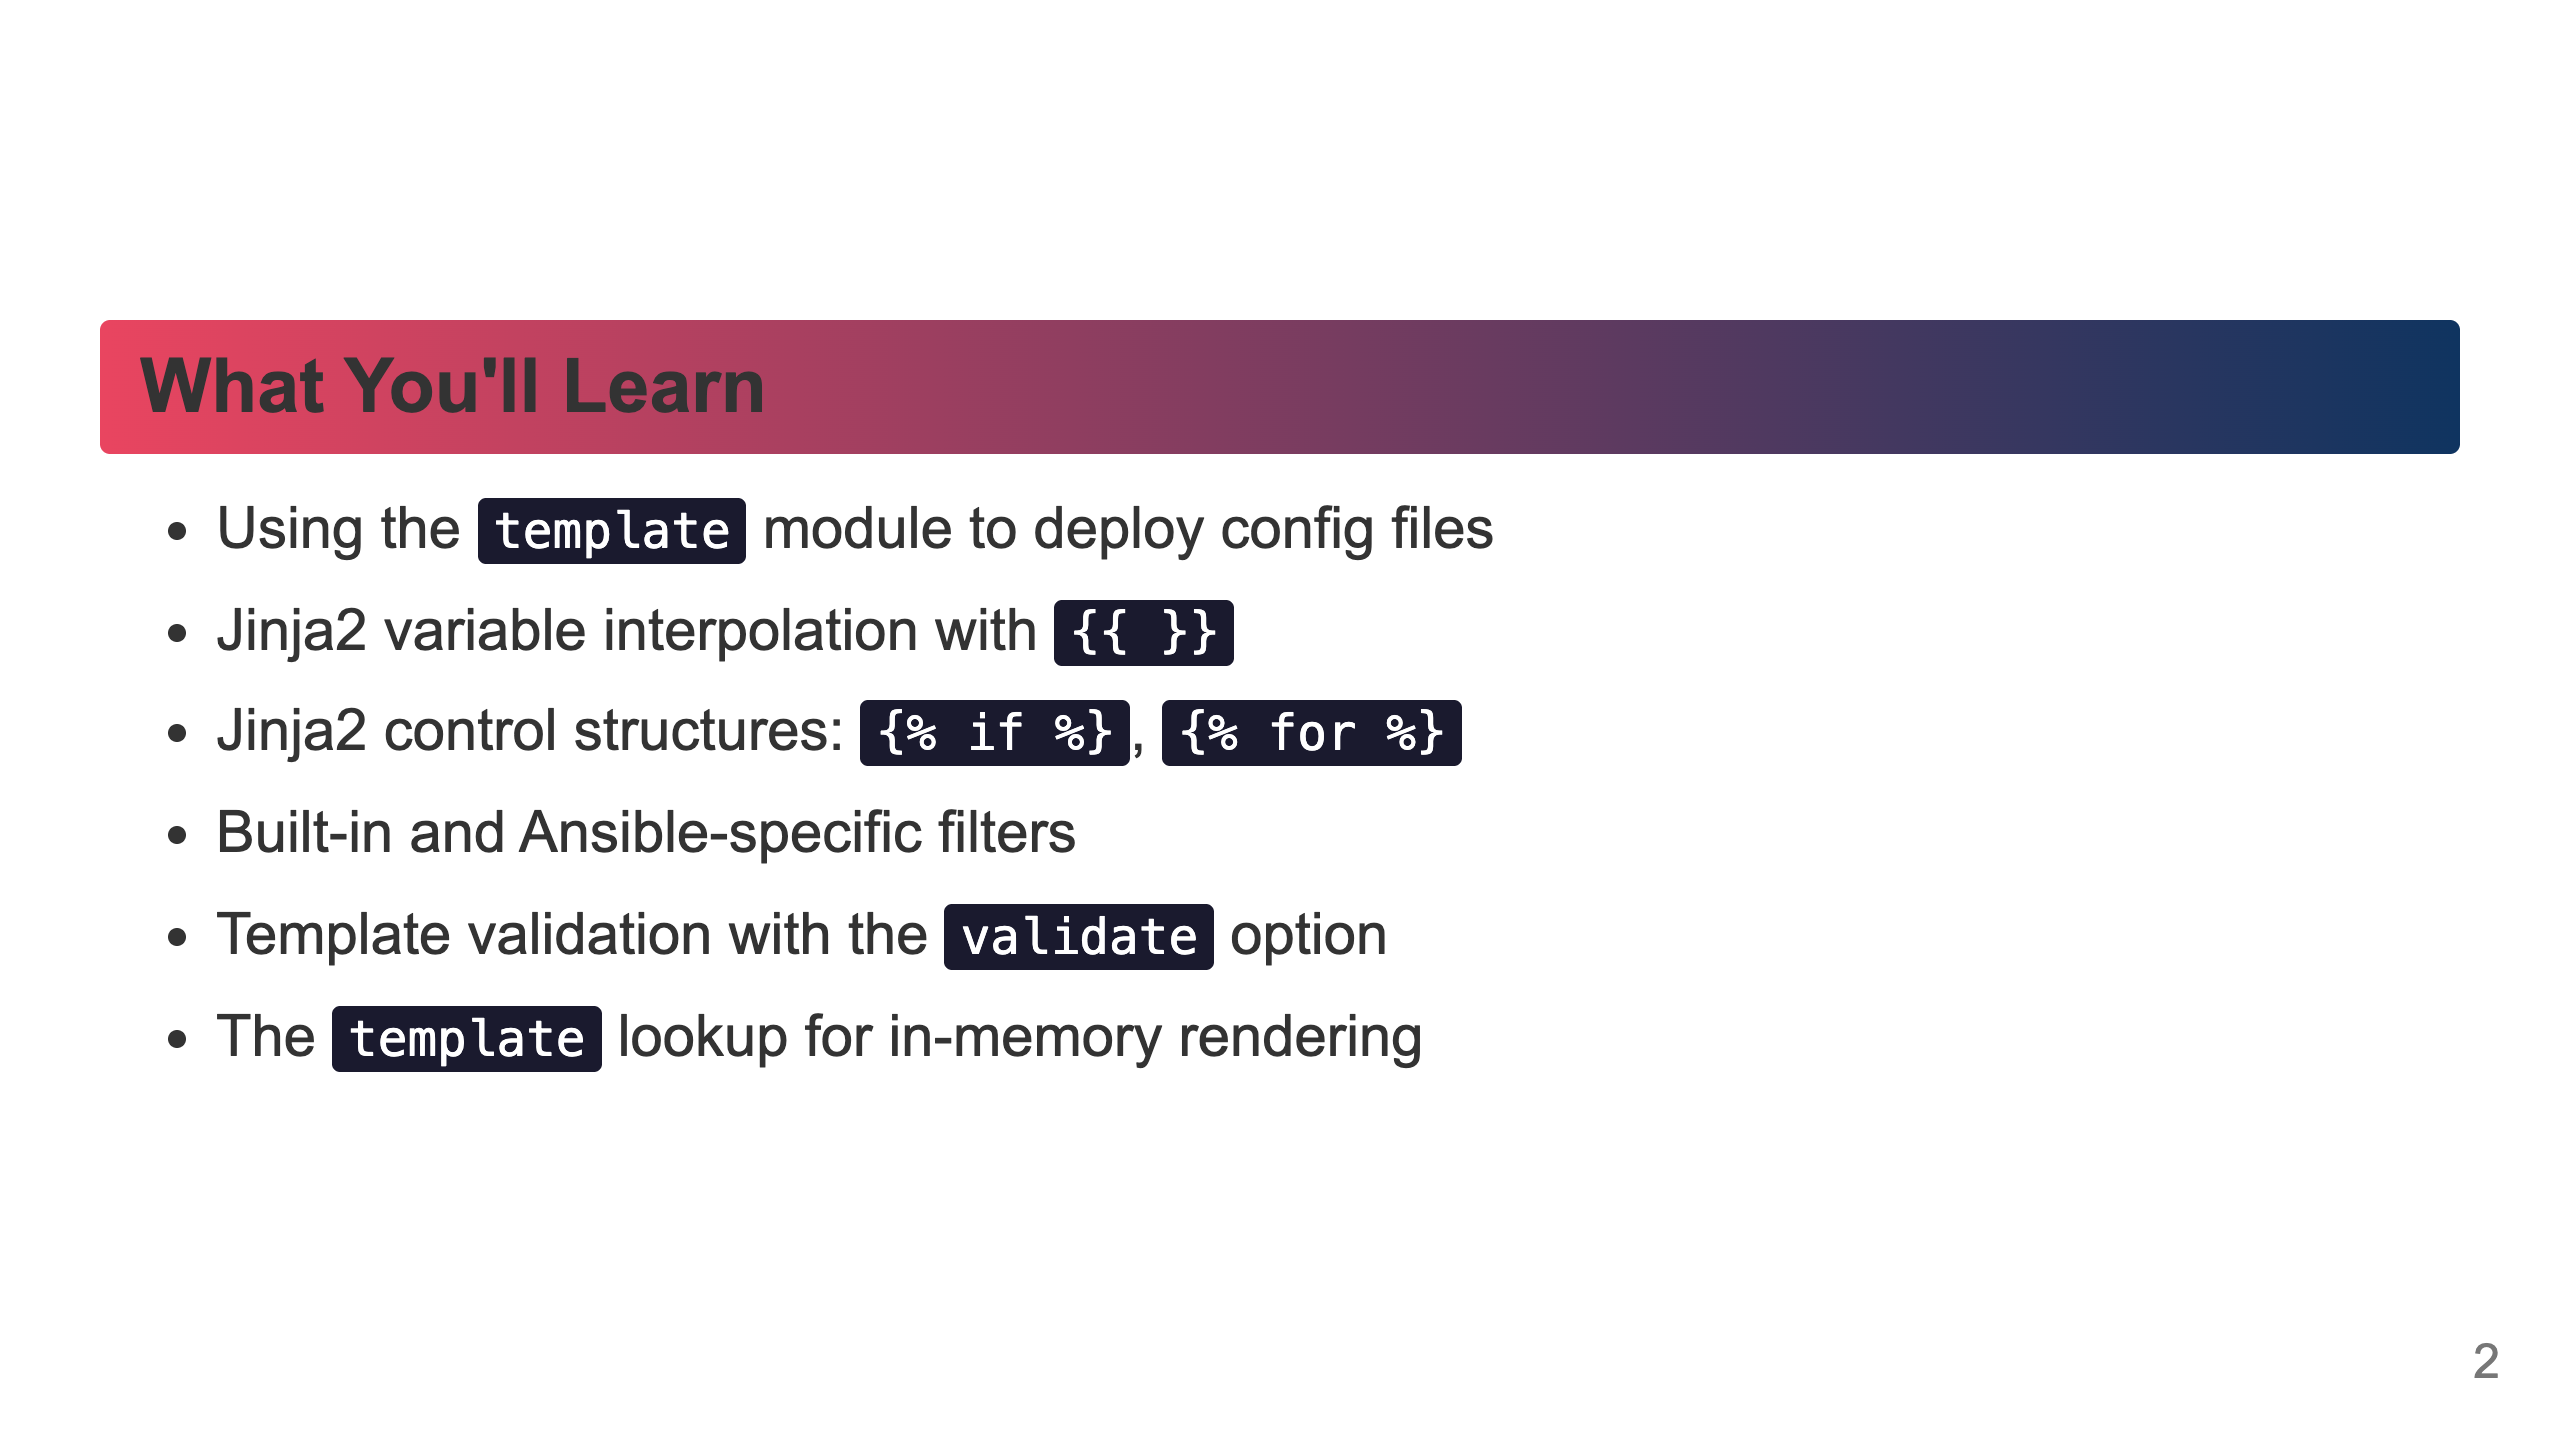 What You'll Learn
• Using the template module to deploy config files
• Jinja2 variable interpolation with {{ }}
• Jinja2 control structures: {% if %}, {% for %}
• Built-in and Ansible-specific filters
• Template validation with the validate option
• The template lookup for in-memory rendering
2